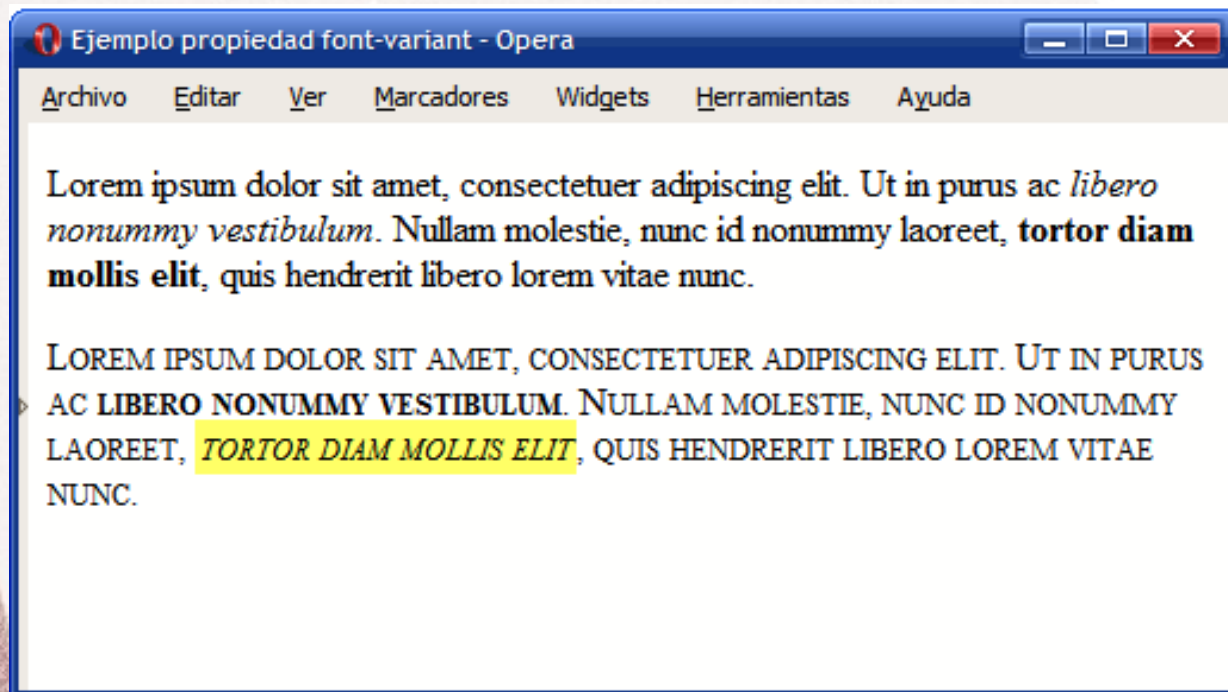 Ejemplo propiedad font-variant - Opera
Archivo Editar Ver Marcadores Widgets Herramientas Ayuda
Lorem ipsum dolor sit amet, consectetuer adipiscing elit. Ut in purus ac libero
nonummy vestibulum. Nullam molestie, nunc id nonummy laoreet, tortor diam
mollis elit, quis hendrerit libero lorem vitae nunc.
LOREM IPSUM DOLOR SIT AMET, CONSECTETUER ADIPISCING ELIT. UT IN PURUS
AC LIBERO NONUMMY VESTIBULUM. NULLAM MOLESTIE, NUNC ID NONUMMY
LAOREET, TORTOR DIAM MOLLIS ELIT, QUIS HENDRERIT LIBERO LOREM VITAE
NUNC.